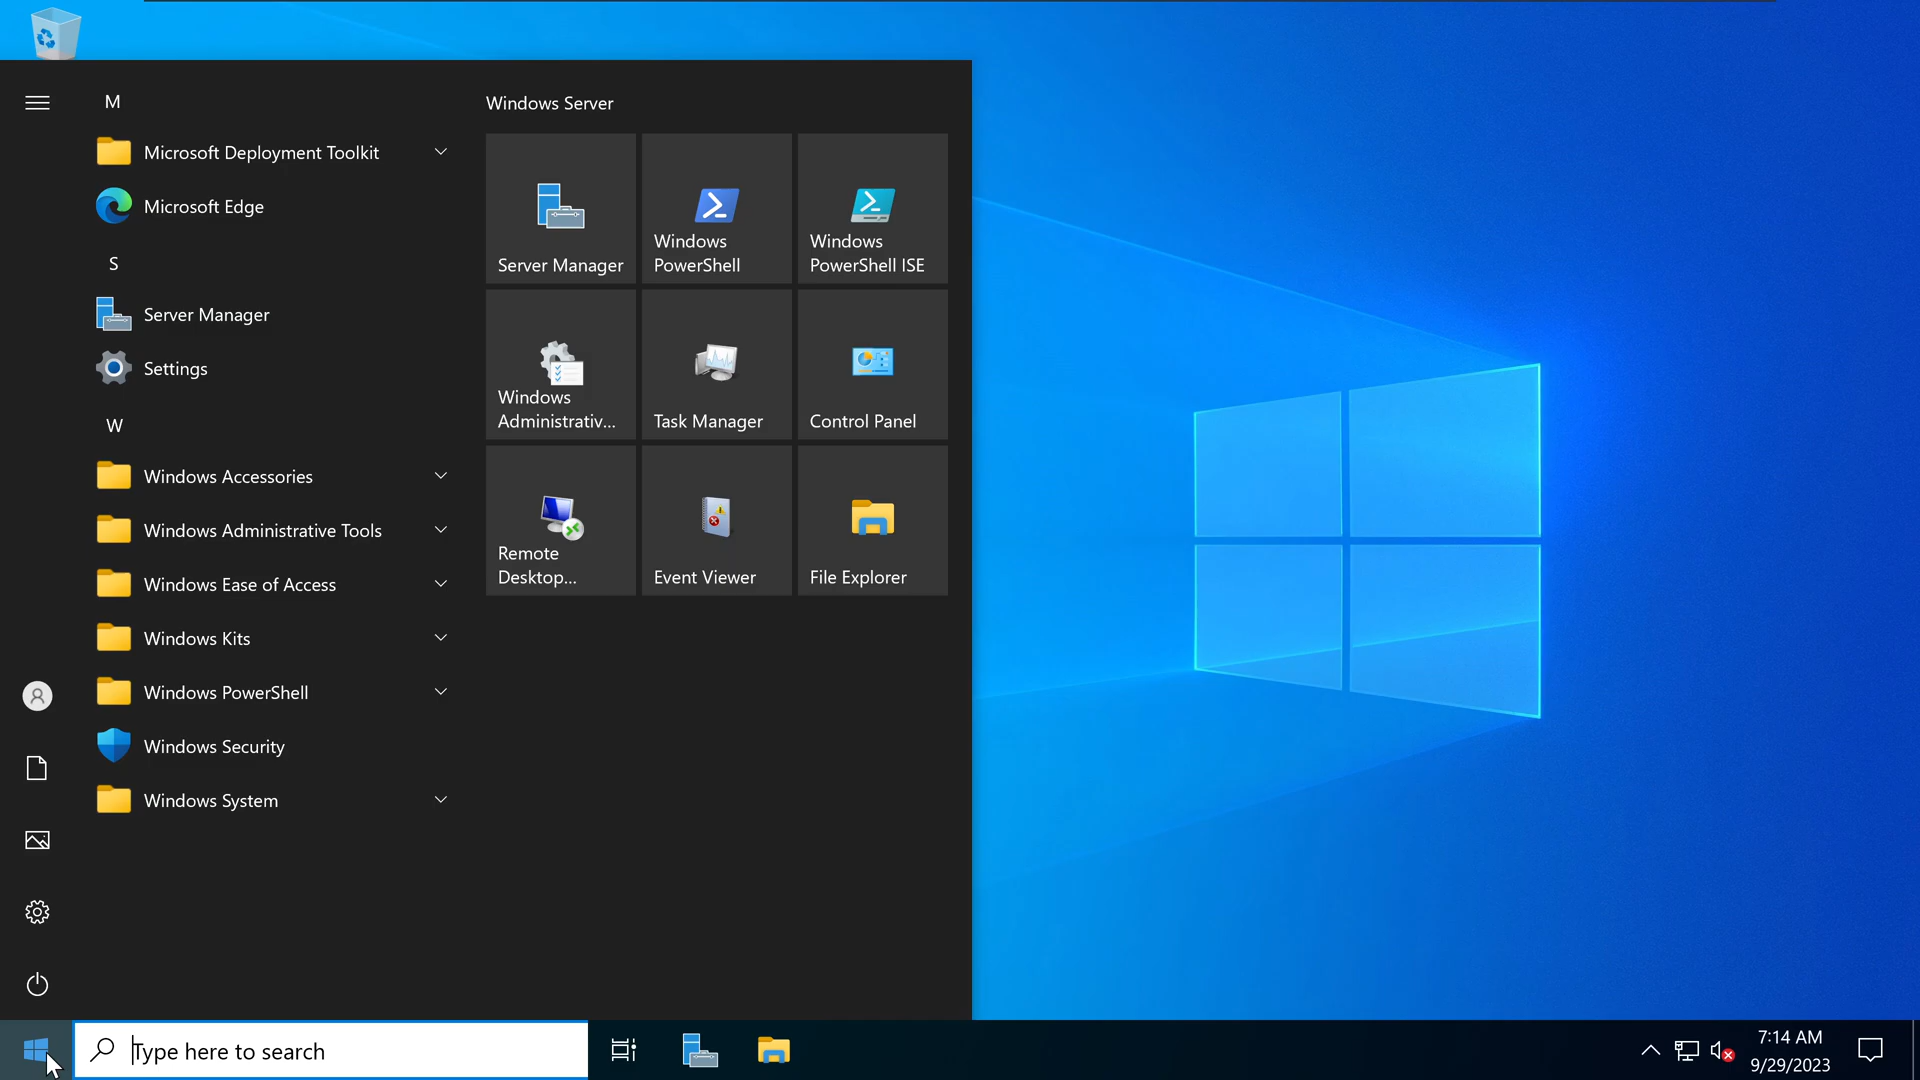 M
Microsoft Deployment Toolkit
Microsoft Edge
S
Server Manager
Settings
W
Windows Accessories
Windows Administrative Tools
Windows Ease of Access
Windows Kits
Windows PowerShell
Windows Security
Windows System
Windows Server
Server Manager
Windows
PowerShell
Windows
PowerShell ISE
Windows
Administrativ...
Task Manager
Control Panel
Remote
Desktop...
Event Viewer
File Explorer
Type here to search
7:14 AM
9/29/2023